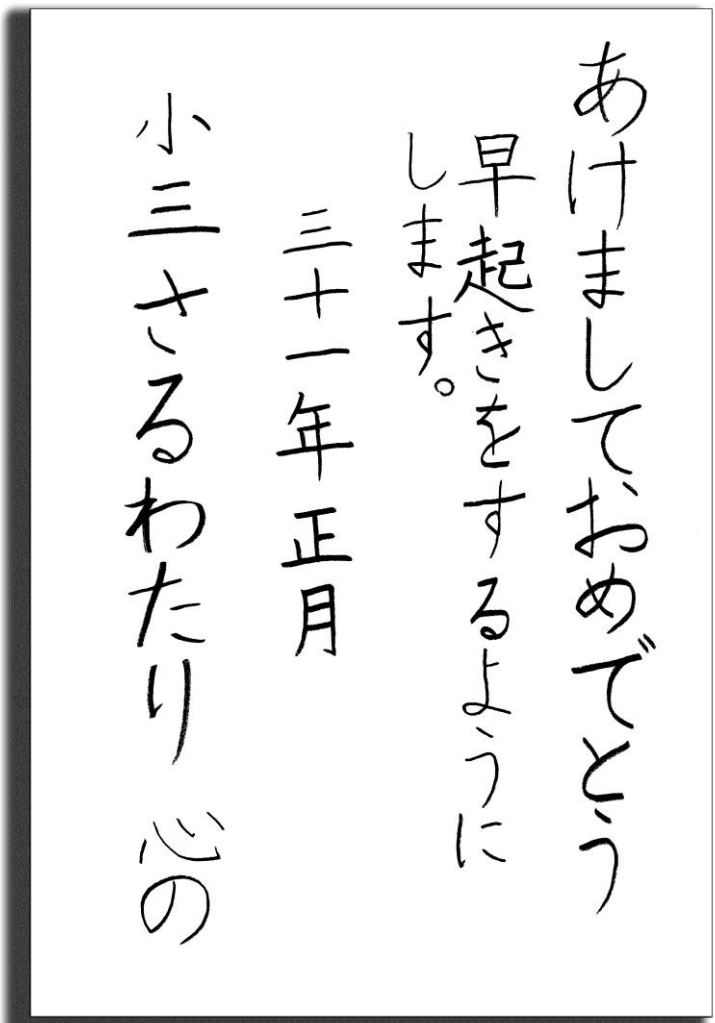 あけましておめでとう
早起きをするように
します。
三十一年正月
小三さるわたり 心の